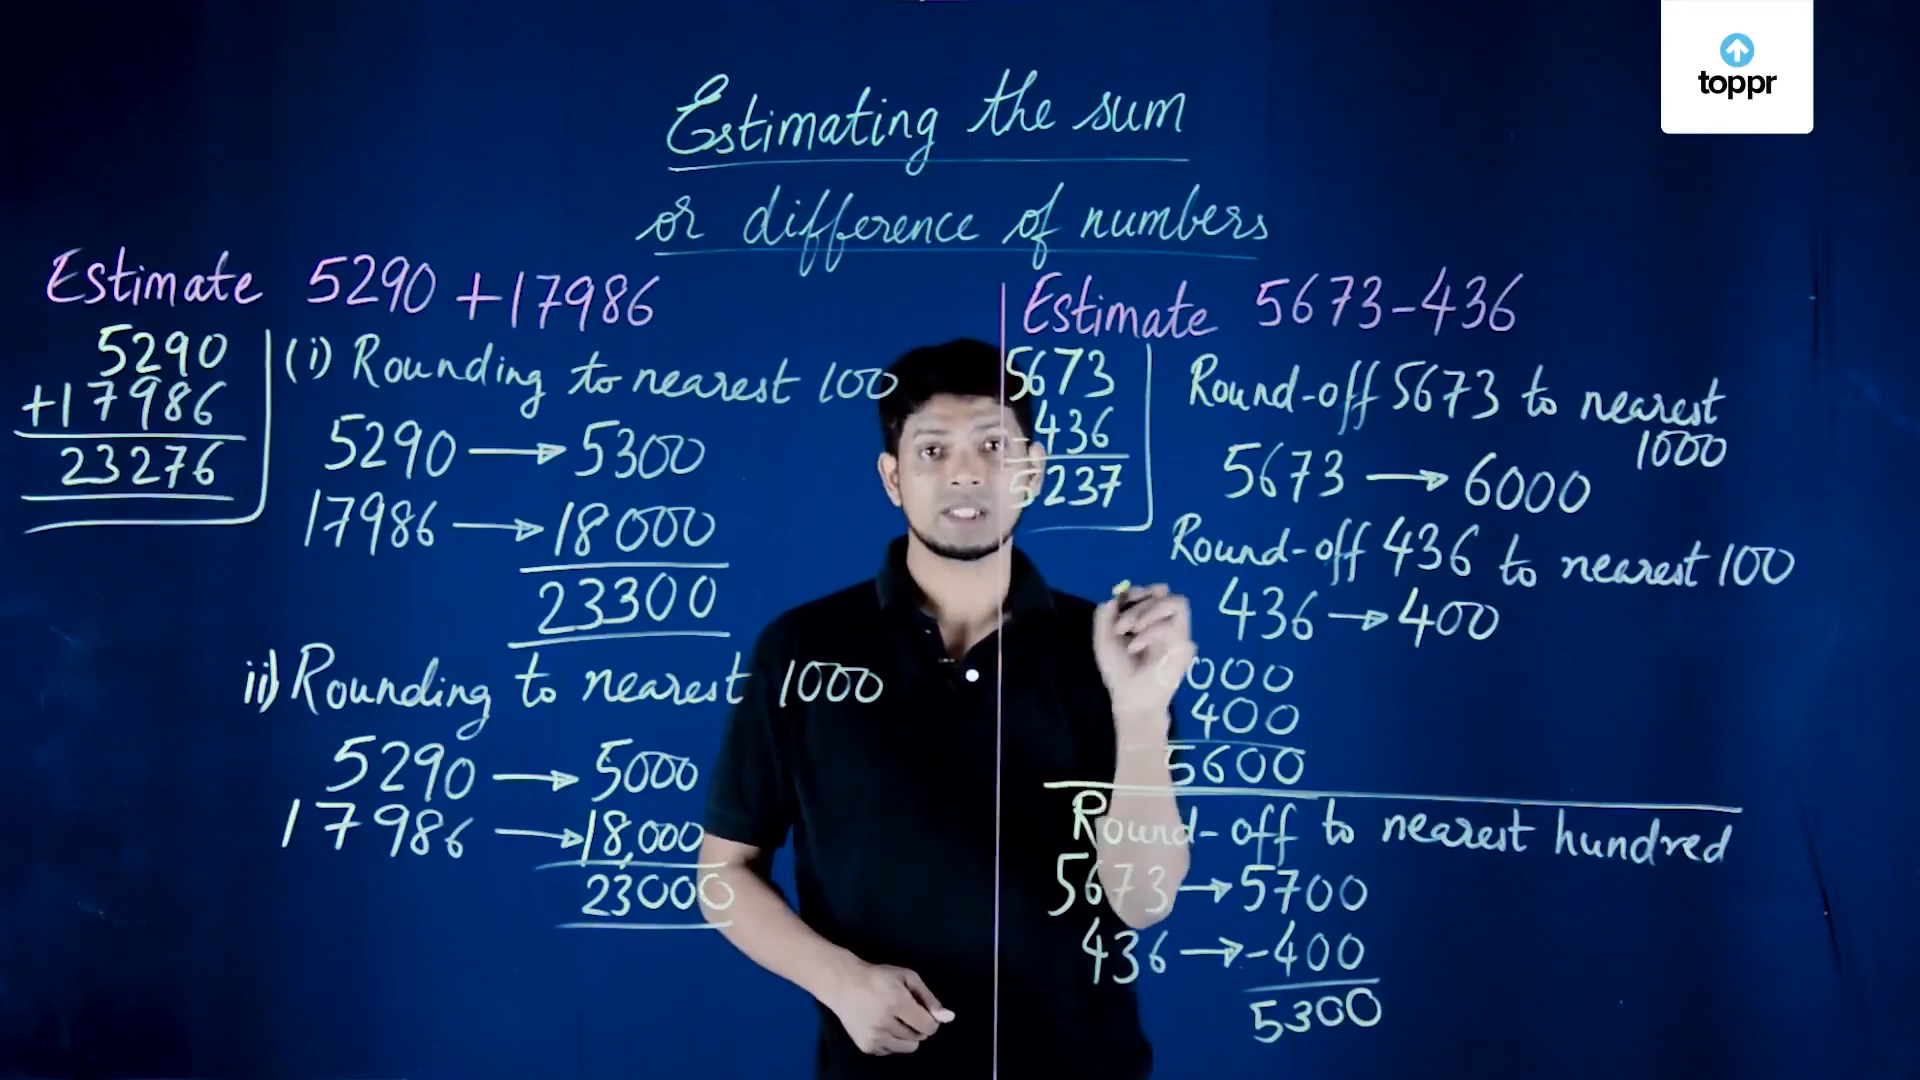 toppr
Estimating the sum
or difference of numbers
Estimate 5290 +17986
5290
+17986
23276
(i) Rounding to nearest 100
5290 → 5300
17986 → 18000
23300
ii) Rounding to nearest 1000
5290 → 5000
17986 → 18,000
23000
Estimate 5673-436
5673
-436
5237
Round-off 5673 to nearest
1000
5673 → 6000
Round-off 436 to nearest 100
436 → 400
000
400
5600
Round-off to nearest hundred
5673 → 5700
436 → -400
5300